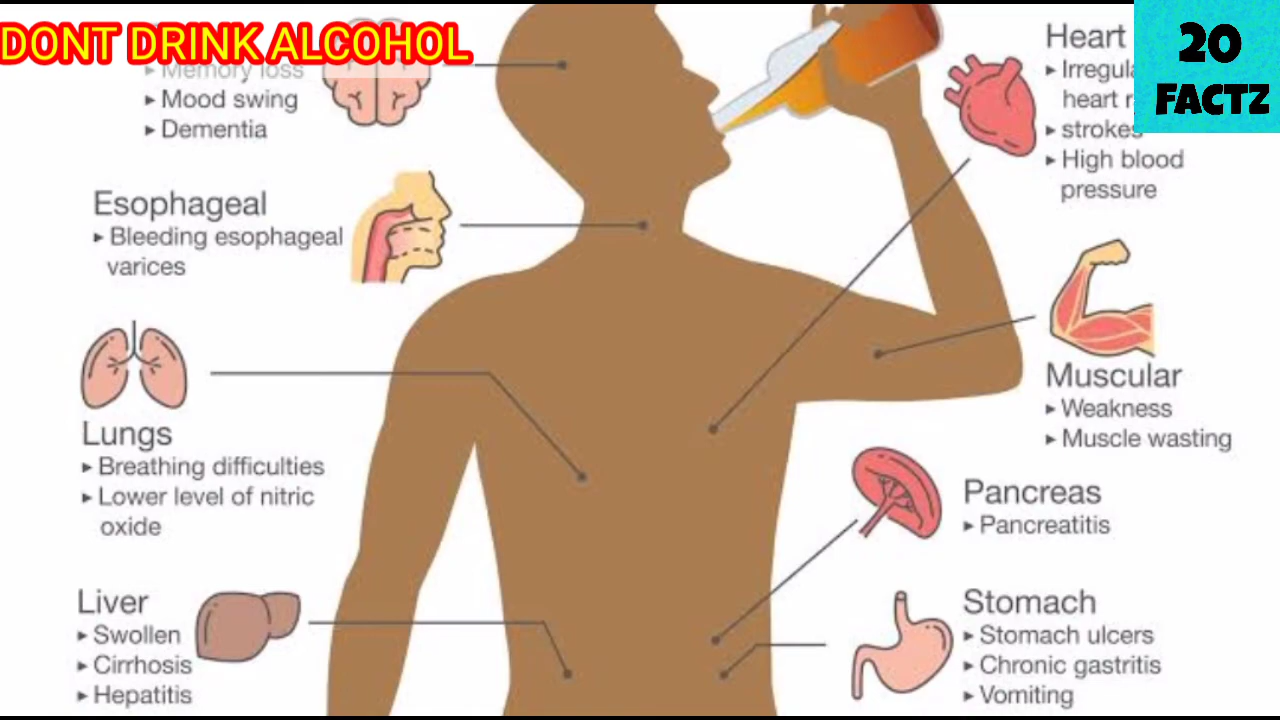 DONT DRINK ALCOHOL
Memory loss
Mood swing
Dementia
Esophageal
Bleeding esophageal
varices
Lungs
Breathing difficulties
Lower level of nitric
oxide
Liver
Swollen
Cirrhosis
Hepatitis
20
FACTZ
Heart
Irregula
heart r
strokes
High blood
pressure
Muscular
Weakness
Muscle wasting
Pancreas
Pancreatitis
Stomach
Stomach ulcers
Chronic gastritis
Vomiting